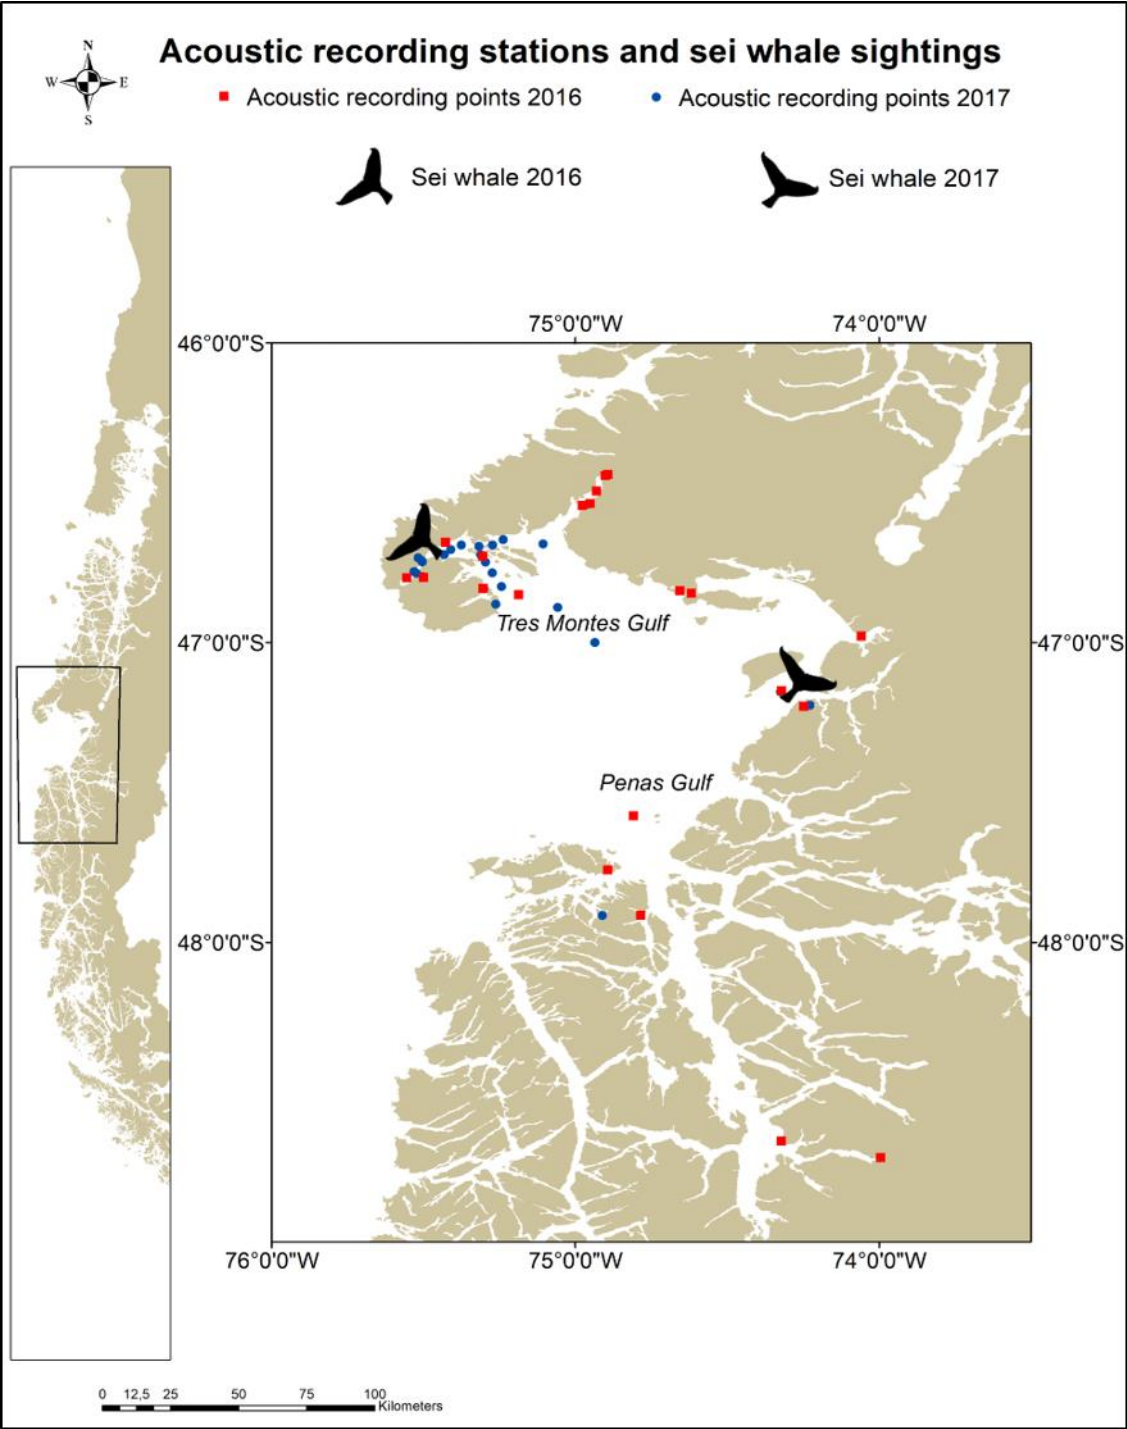 Acoustic recording stations and sei whale sightings
N
W E
S
Acoustic recording points 2016
Acoustic recording points 2017
Sei whale 2016
Sei whale 2017
75°0'0"W 74°0'0"W
46°0'0"S
Tres Montes Gulf
47°0'0"S 47°0'0"S
Penas Gulf
48°0'0"S 48°0'0"S
76°0'0"W 75°0'0"W 74°0'0"W
0 12,5 25 50 75 100
Kilometers